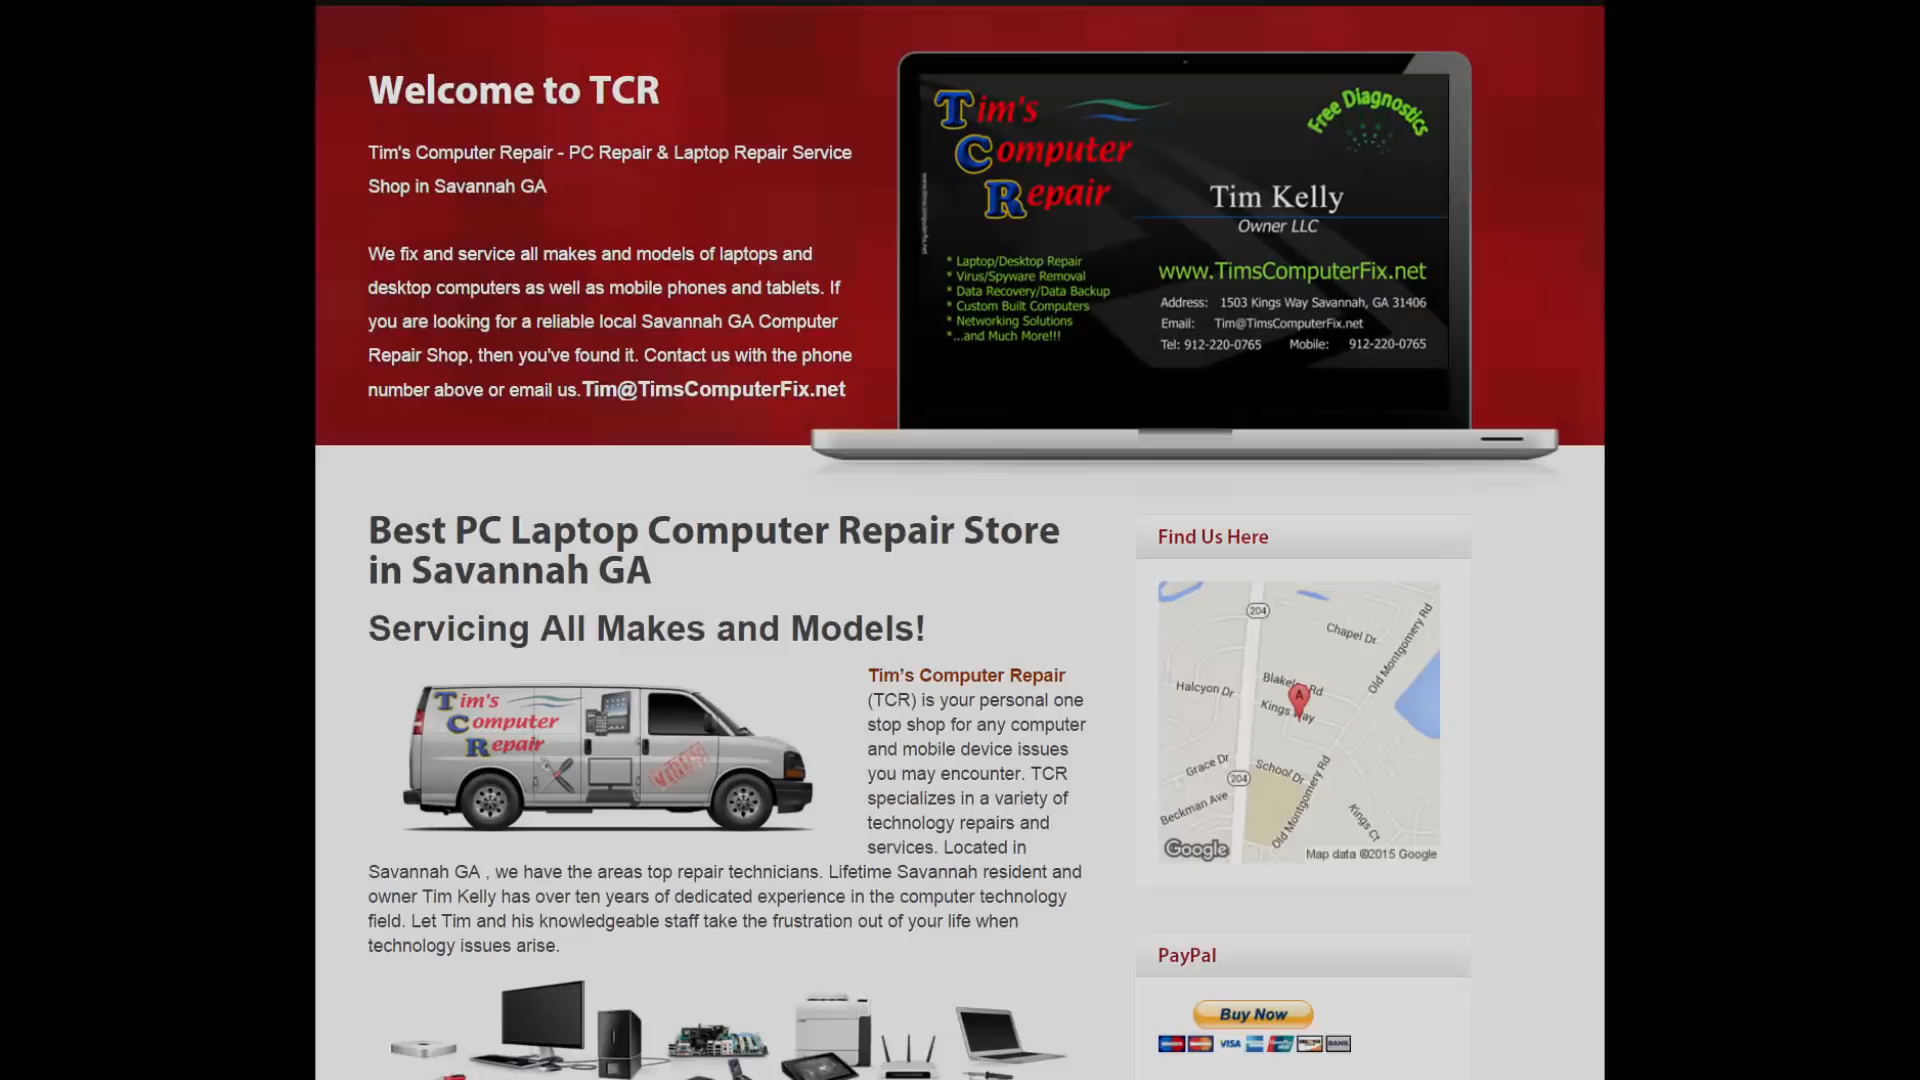 Welcome to TCR
Tim's Computer Repair - PC Repair & Laptop Repair Service
Shop in Savannah GA
We fix and service all makes and models of laptops and
desktop computers as well as mobile phones and tablets. If
you are looking for a reliable local Savannah GA Computer
Repair Shop, then you've found it. Contact us with the phone
number above or email us.Tim@TimsComputerFix.net
Tim's
Computer
Repair
Free Diagnostics
Tim Kelly
Owner LLC
* Laptop/Desktop Repair
* Virus/Spyware Removal
* Data Recovery/Data Backup
* Custom Built Computers
* Networking Solutions
*...and Much More!!!
www.TimsComputerFix.net
Address: 1503 Kings Way Savannah, GA 31406
Email: Tim@TimsComputerFix.net
Tel: 912-220-0765 Mobile: 912-220-0765
Best PC Laptop Computer Repair Store
in Savannah GA
Servicing All Makes and Models!
Tim's
Computer
Repair
VIRUS
Tim’s Computer Repair
(TCR) is your personal one
stop shop for any computer
and mobile device issues
you may encounter. TCR
specializes in a variety of
technology repairs and
services. Located in
Savannah GA , we have the areas top repair technicians. Lifetime Savannah resident and
owner Tim Kelly has over ten years of dedicated experience in the computer technology
field. Let Tim and his knowledgeable staff take the frustration out of your life when
technology issues arise.
Find Us Here
204
Chapel Dr
Old Montgomery Rd
Halcyon Dr
Blakeley Rd
A
Kings Way
Grace Dr
School Dr
204
Beckman Ave
Old Montgomery Rd
Kings Ct
Google
Map data ©2015 Google
PayPal
Buy Now
VISA
BANK